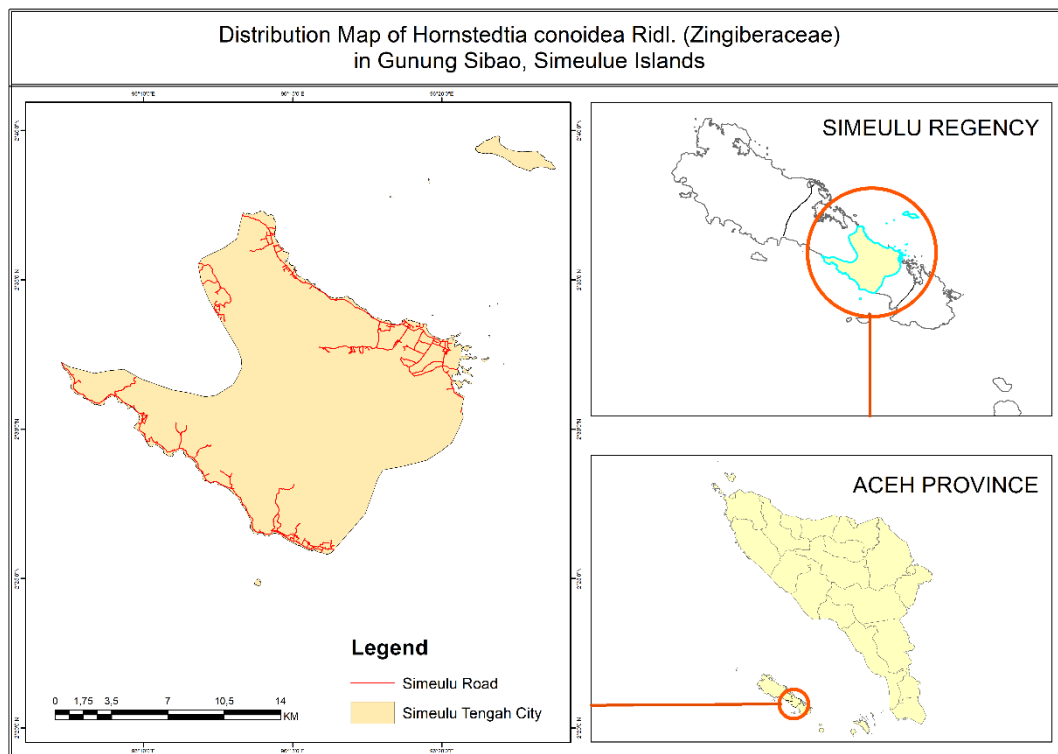 Distribution Map of Hornstedtia conoidea Ridl. (Zingiberaceae)
in Gunung Sibao, Simeulue Islands
SIMEULU REGENCY
ACEH PROVINCE
Legend
Simeulu Road
Simeulu Tengah City
0 1,75 3,5 7 10,5 14
KM